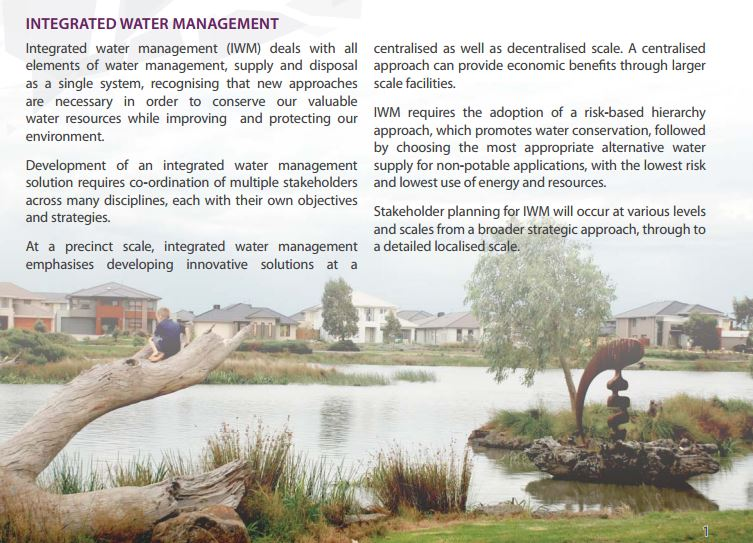 INTEGRATED WATER MANAGEMENT
Integrated water management (IWM) deals with all
elements of water management, supply and disposal
as a single system, recognising that new approaches
are necessary in order to conserve our valuable
water resources while improving and protecting our
environment.
Development of an integrated water management
solution requires co-ordination of multiple stakeholders
across many disciplines, each with their own objectives
and strategies.
At a precinct scale, integrated water management
emphasises developing innovative solutions at a
centralised as well as decentralised scale. A centralised
approach can provide economic benefits through larger
scale facilities.
IWM requires the adoption of a risk-based hierarchy
approach, which promotes water conservation, followed
by choosing the most appropriate alternative water
supply for non-potable applications, with the lowest risk
and lowest use of energy and resources.
Stakeholder planning for IWM will occur at various levels
and scales from a broader strategic approach, through to
a detailed localised scale.
1